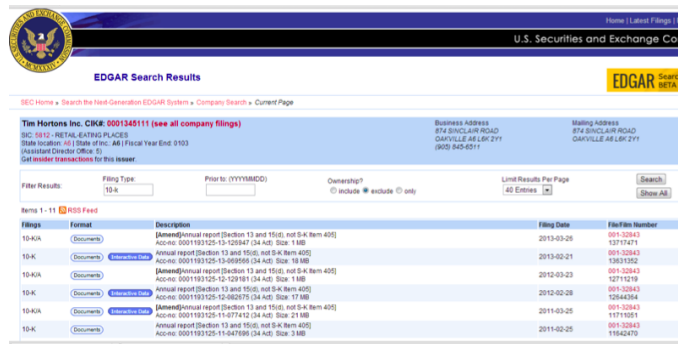 Home | Latest Filings |
U.S. Securities and Exchange Co
EDGAR Search Results
EDGAR Searc
BETA
SEC Home » Search the Next-Generation EDGAR System » Company Search » Current Page
Tim Hortons Inc. CIK#: 0001345111 (see all company filings)
SIC: 5812 - RETAIL-EATING PLACES
State location: A6 | State of Inc.: A6 | Fiscal Year End: 0103
(Assistant Director Office: 5)
Get insider transactions for this issuer.
Business Address
874 SINCLAIR ROAD
OAKVILLE A6 L6K 2Y1
(905) 845-6511
Mailing Address
874 SINCLAIR ROAD
OAKVILLE A6 L6K 2Y1
Filter Results:
Filing Type:
10-k
Prior to: (YYYYMMDD)
Ownership?
include exclude only
Limit Results Per Page
40 Entries
Search
Show All
Items 1 - 11 RSS Feed
Filings Format Description Filing Date File/Film Number
10-K/A Documents [Amend]Annual report [Section 13 and 15(d), not S-K Item 405] 2013-03-26 001-32843
Acc-no: 0001193125-13-126947 (34 Act) Size: 1 MB 13717471
10-K Documents Interactive Data Annual report [Section 13 and 15(d), not S-K Item 405] 2013-02-21 001-32843
Acc-no: 0001193125-13-069566 (34 Act) Size: 18 MB 13631352
10-K/A Documents [Amend]Annual report [Section 13 and 15(d), not S-K Item 405] 2012-03-23 001-32843
Acc-no: 0001193125-12-129181 (34 Act) Size: 1 MB 12711219
10-K Documents Interactive Data Annual report [Section 13 and 15(d), not S-K Item 405] 2012-02-28 001-32843
Acc-no: 0001193125-12-082675 (34 Act) Size: 17 MB 12644364
10-K/A Documents Interactive Data [Amend]Annual report [Section 13 and 15(d), not S-K Item 405] 2011-03-25 001-32843
Acc-no: 0001193125-11-077412 (34 Act) Size: 21 MB 11711051
10-K Documents Annual report [Section 13 and 15(d), not S-K Item 405] 2011-02-25 001-32843
Acc-no: 0001193125-11-047696 (34 Act) Size: 3 MB 11642470